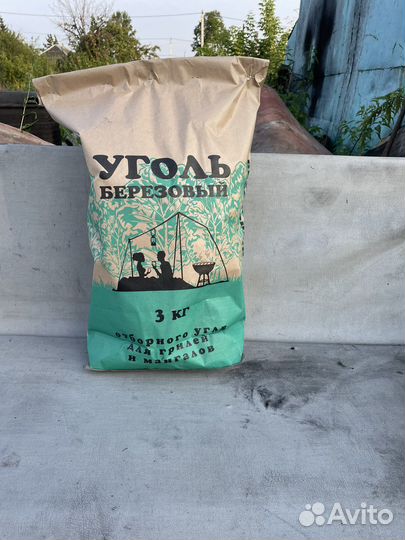 УГОЛЬ
БЕРЕЗОВЫЙ
3 кг
отборного угля
для грилей
и мангалов
Avito